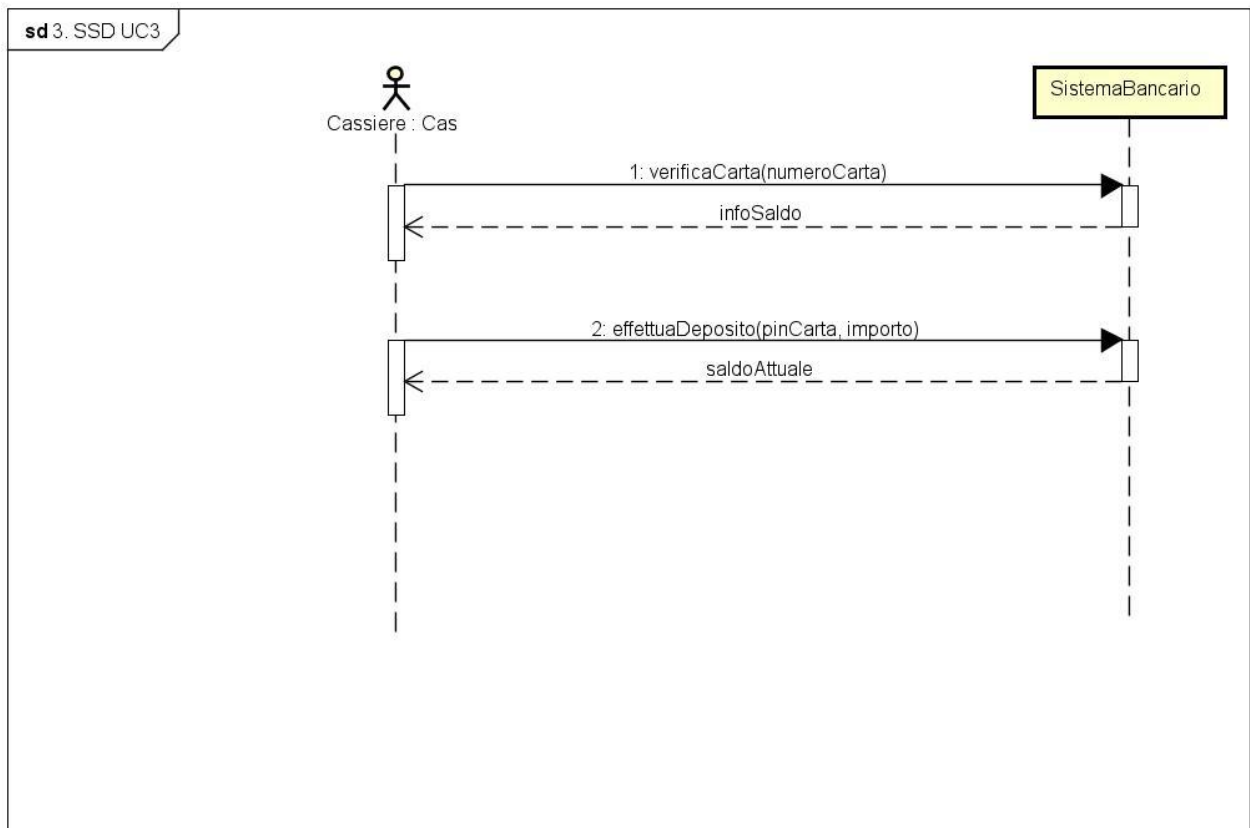 sd 3. SSD UC3
Cassiere : Cas
SistemaBancario
1: verificaCarta(numeroCarta)
infoSaldo
2: effettuaDeposito(pinCarta, importo)
saldoAttuale